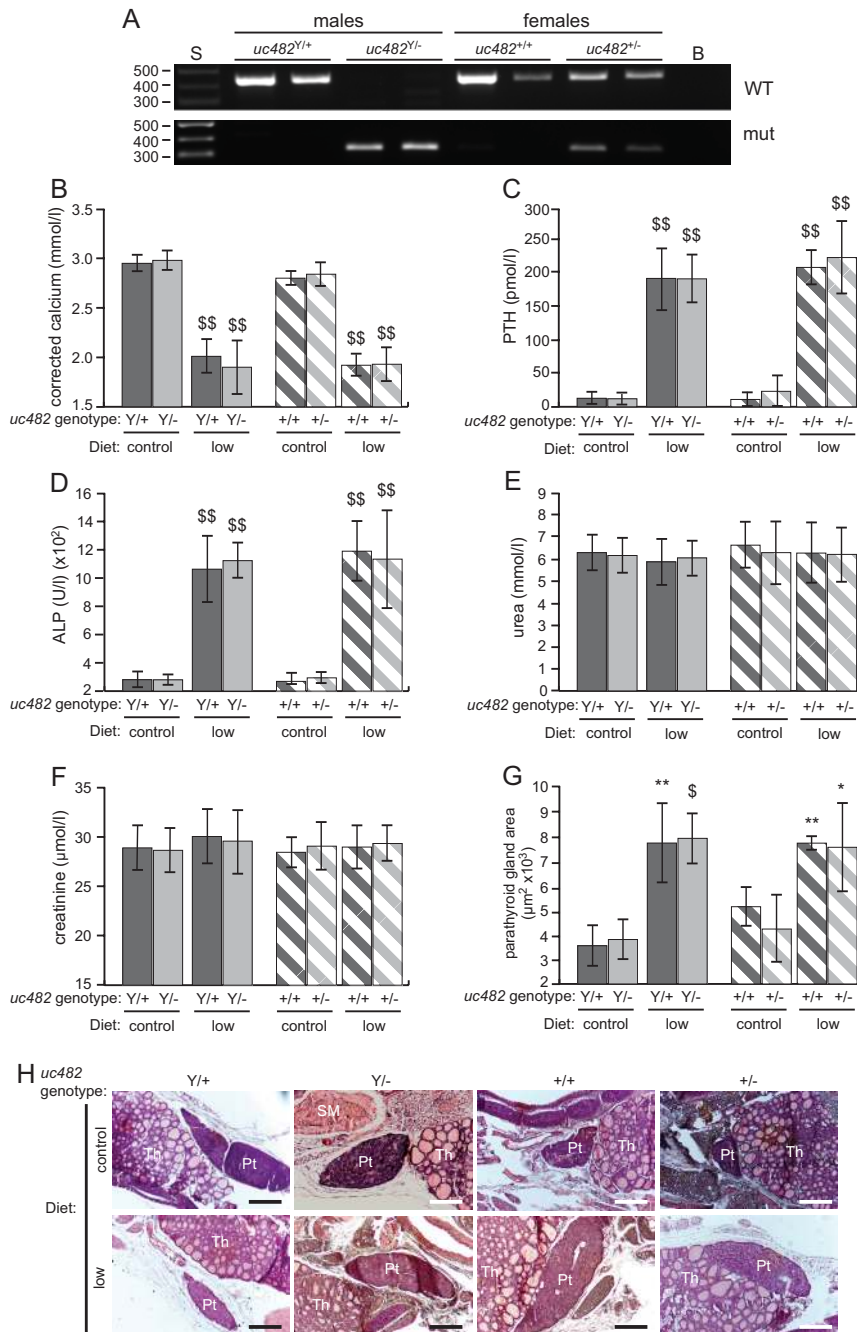 A
males females
S uc482Y/+ uc482Y/- uc482+/+ uc482+/- B
500
400
300
WT
500
400
300
mut
B
corrected calcium (mmol/l)
3.5
3.0
2.5
2.0
1.5
$$ $$ $$ $$
uc482 genotype: Y/+ Y/- Y/+ Y/- +/+ +/- +/+ +/-
Diet: control low control low
C
PTH (pmol/l)
300
250
200
150
100
50
0
$$ $$ $$ $$
Y/+ Y/- Y/+ Y/- +/+ +/- +/+ +/-
control low control low
D
ALP (U/l) (x10²)
16
14
12
10
8
6
4
2
$$ $$ $$ $$
uc482 genotype: Y/+ Y/- Y/+ Y/- +/+ +/- +/+ +/-
Diet: control low control low
E
urea (mmol/l)
9
8
7
6
5
4
3
2
1
0
uc482 genotype: Y/+ Y/- Y/+ Y/- +/+ +/- +/+ +/-
Diet: control low control low
F
creatinine (µmol/l)
35
30
25
20
15
uc482 genotype: Y/+ Y/- Y/+ Y/- +/+ +/- +/+ +/-
Diet: control low control low
G
parathyroid gland area
(µm² x10³)
10
9
8
7
6
5
4
3
2
** $ ** *
uc482 genotype: Y/+ Y/- Y/+ Y/- +/+ +/- +/+ +/-
Diet: control low control low
H
uc482
genotype: Y/+ Y/- +/+ +/-
Diet:
control
Th Pt SM Pt Th Pt Th Pt Th
low
Th Pt Th Pt Th Pt Th Pt